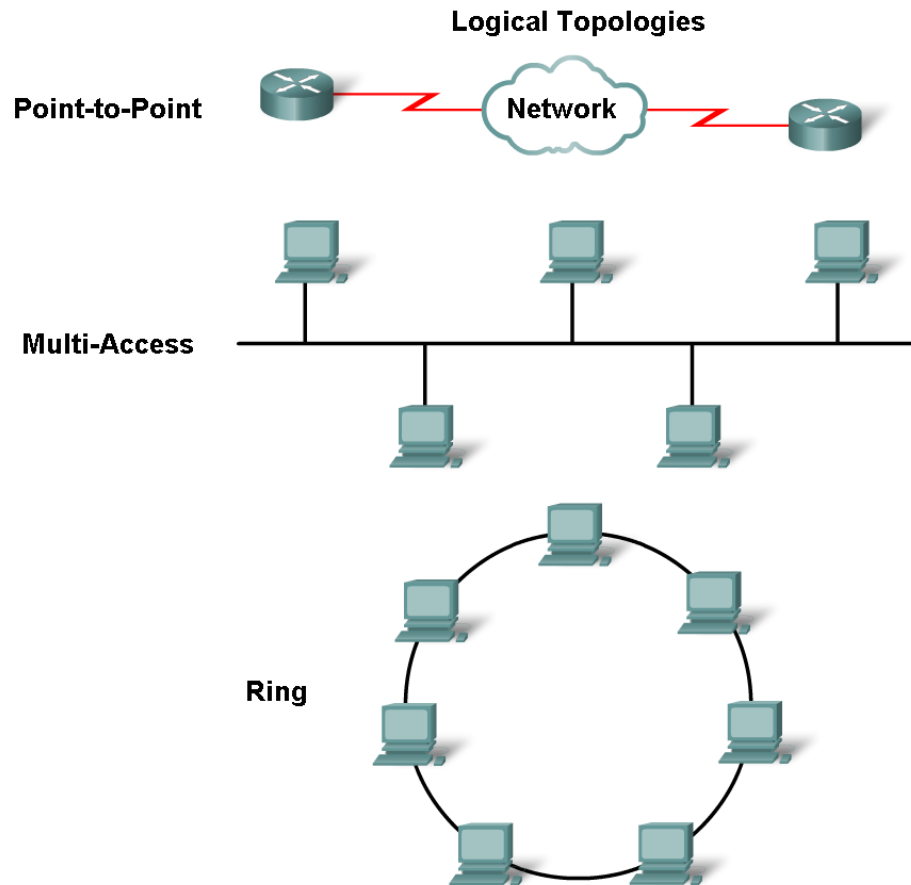 Logical Topologies
Point-to-Point
Network
Multi-Access
Ring